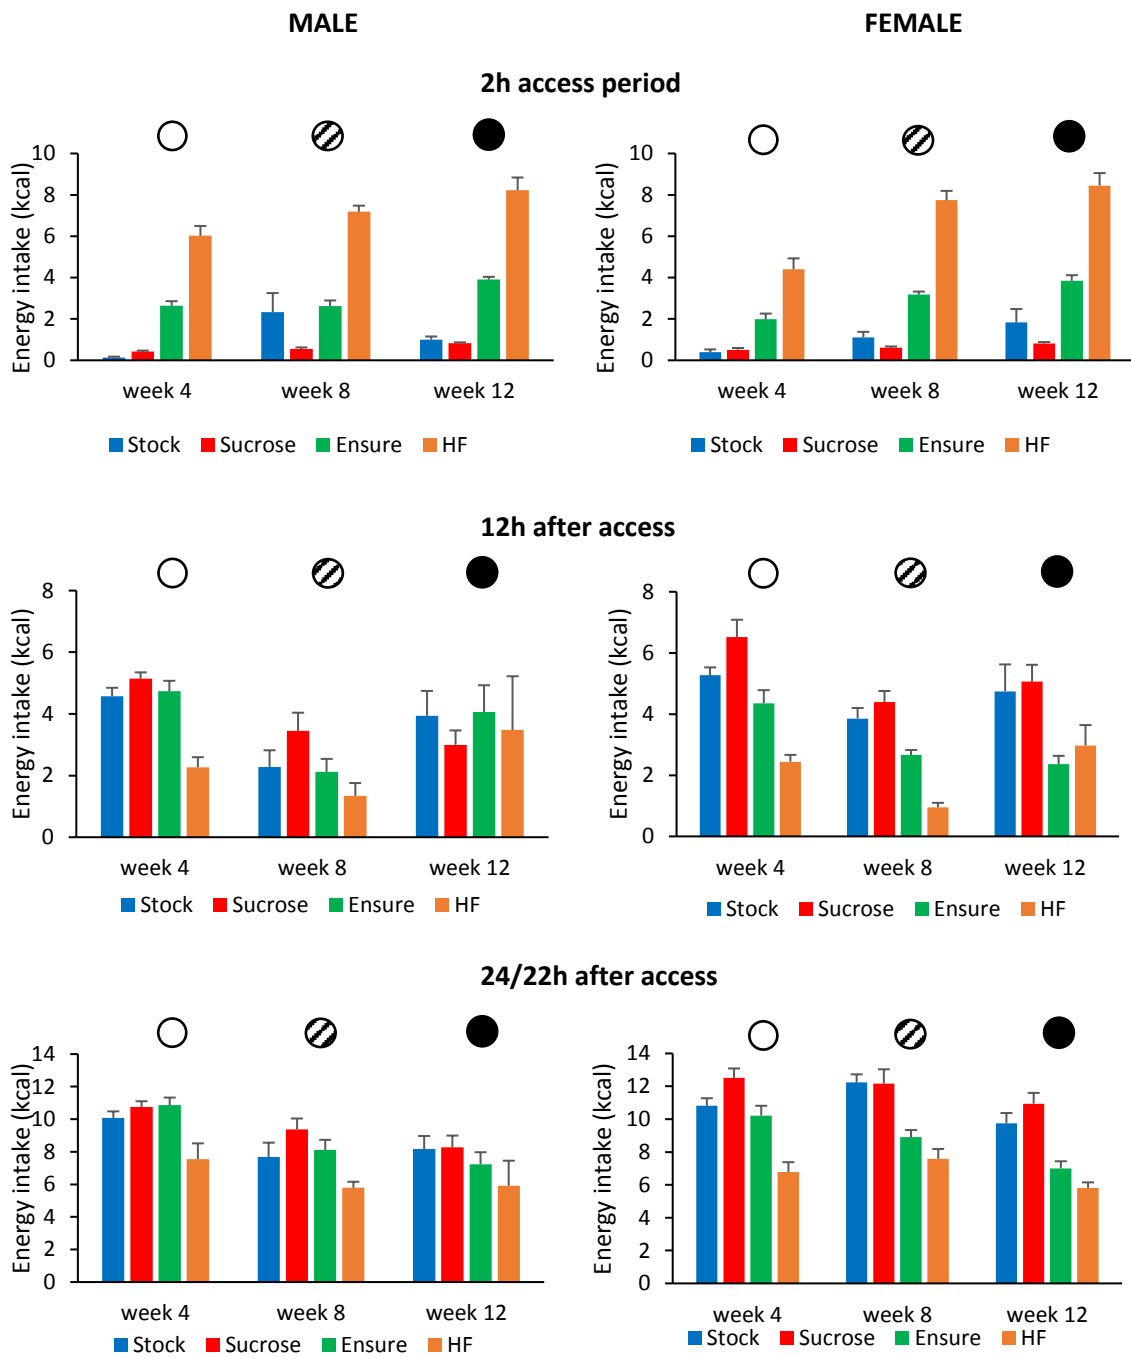 MALE FEMALE
2h access period
Energy intake (kcal)
10
8
6
4
2
0
week 4 week 8 week 12
Stock Sucrose Ensure HF
Energy intake (kcal)
10
8
6
4
2
0
week 4 week 8 week 12
Stock Sucrose Ensure HF
12h after access
Energy intake (kcal)
8
6
4
2
0
week 4 week 8 week 12
Stock Sucrose Ensure HF
Energy intake (kcal)
8
6
4
2
0
week 4 week 8 week 12
Stock Sucrose Ensure HF
24/22h after access
Energy intake (kcal)
14
12
10
8
6
4
2
0
week 4 week 8 week 12
Stock Sucrose Ensure HF
Energy intake (kcal)
14
12
10
8
6
4
2
0
week 4 week 8 week 12
Stock Sucrose Ensure HF